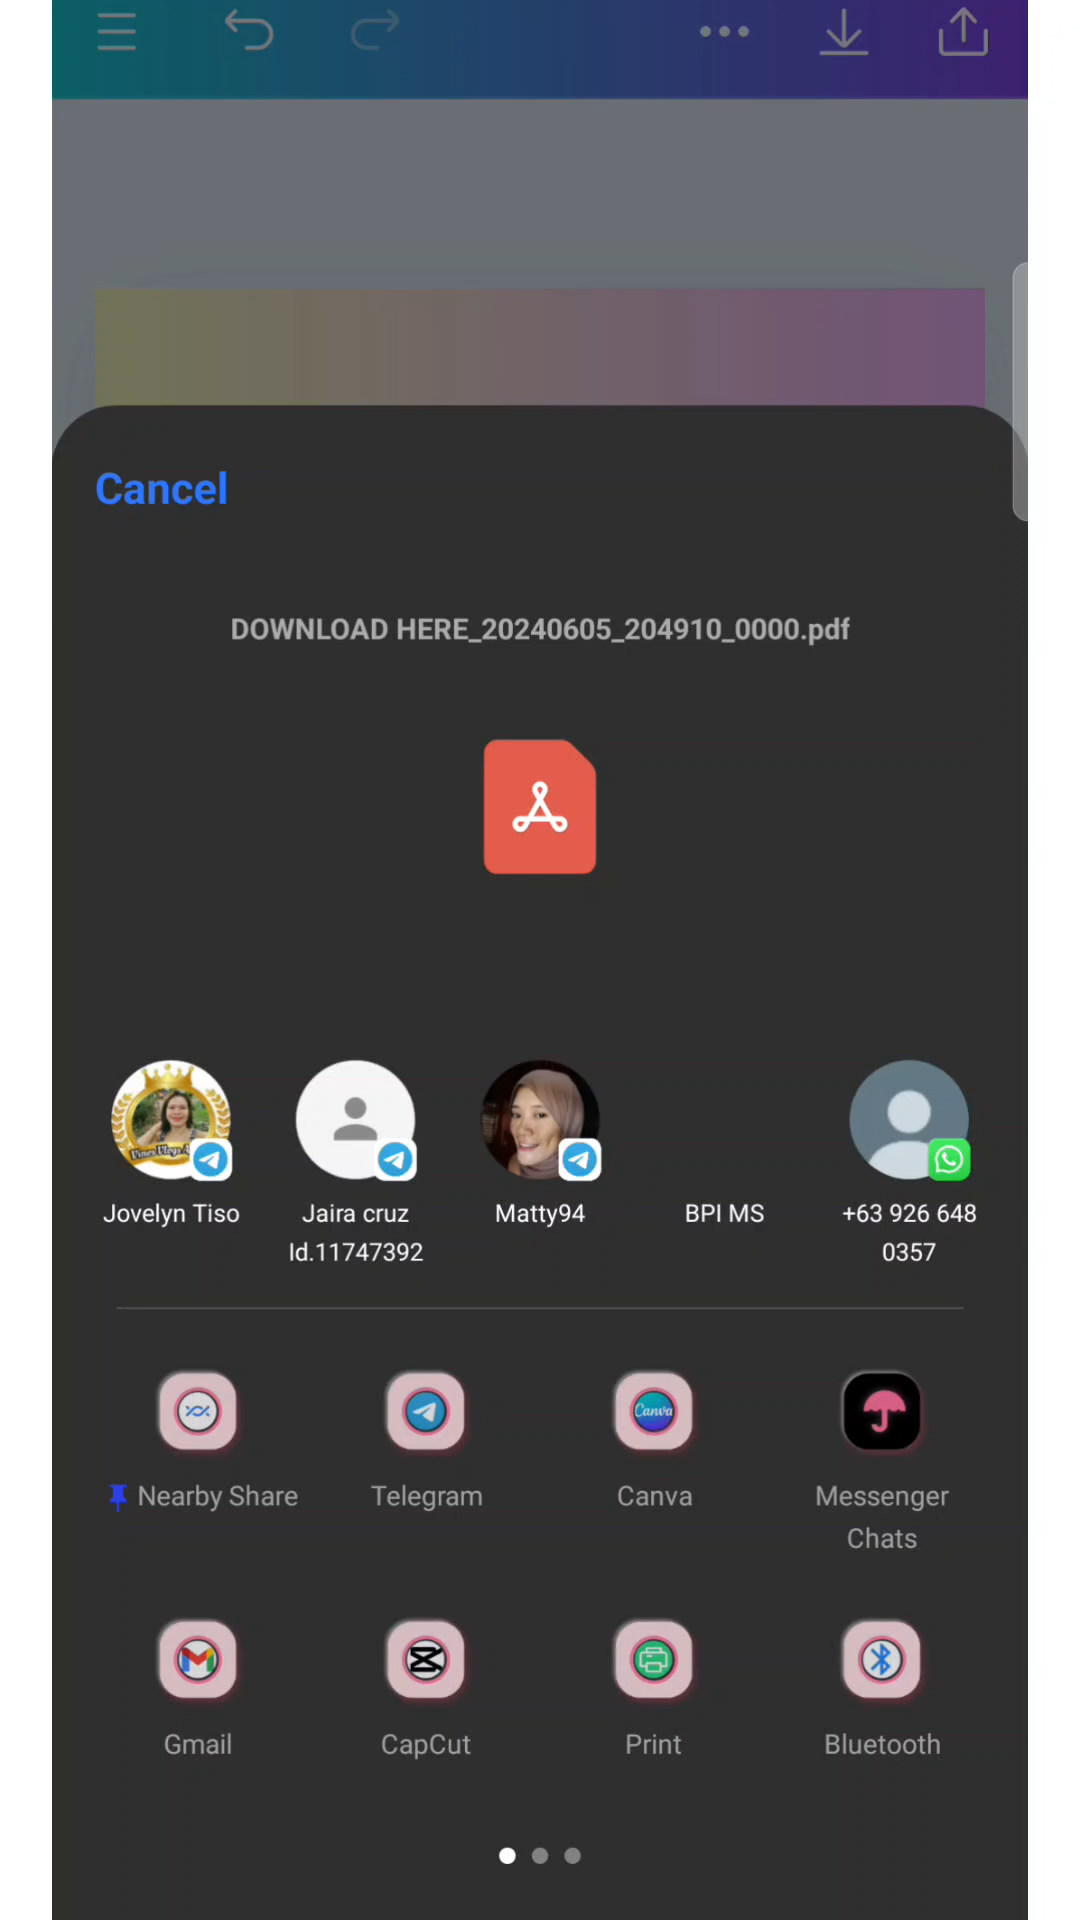 Cancel
DOWNLOAD HERE_20240605_204910_0000.pdf
Jovelyn Tiso
Jaira cruz
Id.11747392
Matty94
BPI MS
+63 926 648
0357
Nearby Share
Telegram
Canva
Canva
Messenger
Chats
Gmail
CapCut
Print
Bluetooth